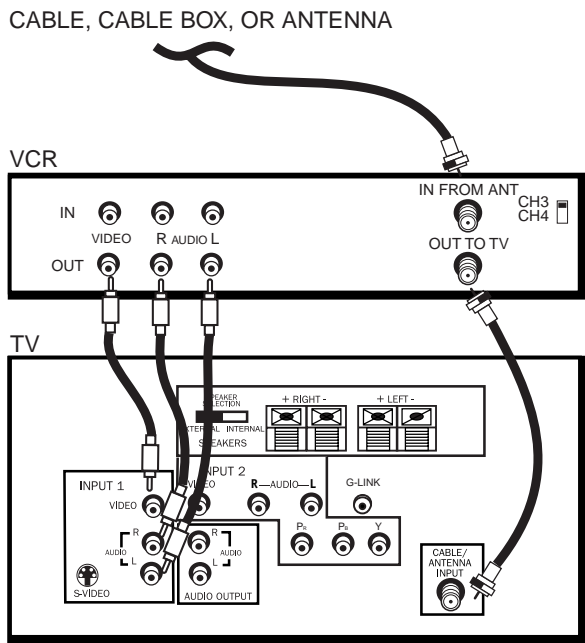 CABLE, CABLE BOX, OR ANTENNA
VCR
IN FROM ANT
CH3
CH4
IN
VIDEO R AUDIO L
OUT TO TV
OUT
TV
SPEAKER
SELECTION
+ RIGHT -
+ LEFT -
INTERNAL
SPEAKERS
INPUT 1
INPUT 2
VIDEO
VIDEO
R—AUDIO—L
G-LINK
R
AUDIO
L
S-VIDEO
R
AUDIO
L
AUDIO OUTPUT
PR
PB
Y
CABLE/
ANTENNA
INPUT